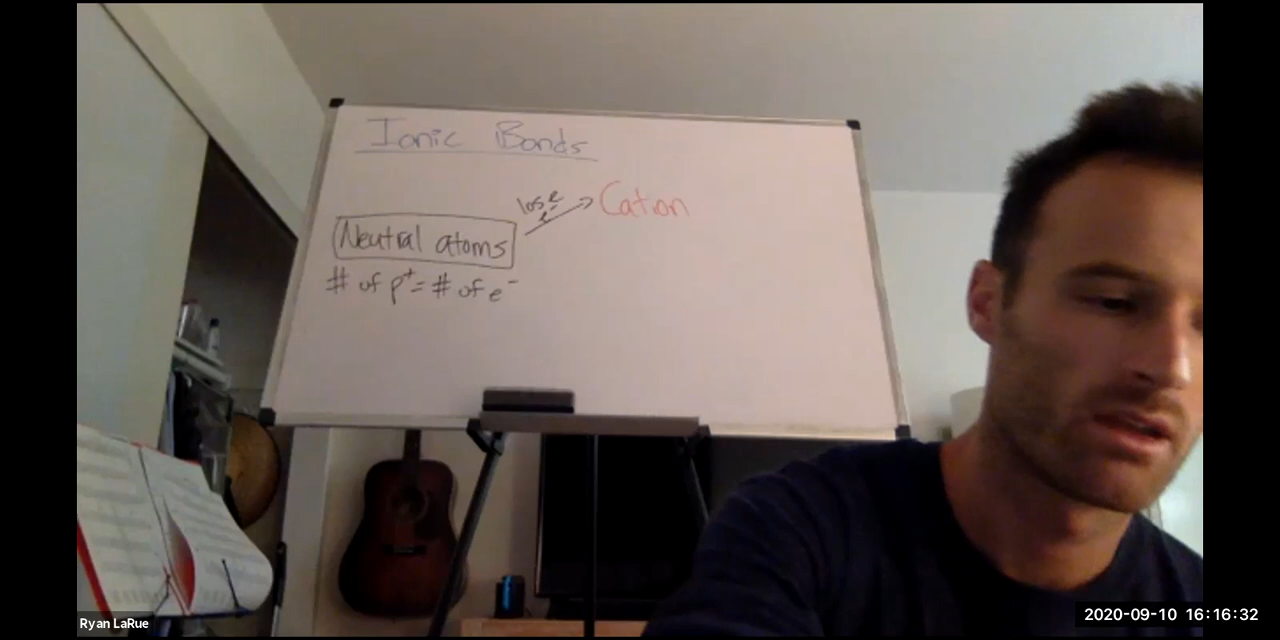 Ionic Bonds
lose
e⁻
Cation
Neutral atoms
# of p⁺ = # of e⁻
Ryan LaRue
2020-09-10 16:16:32